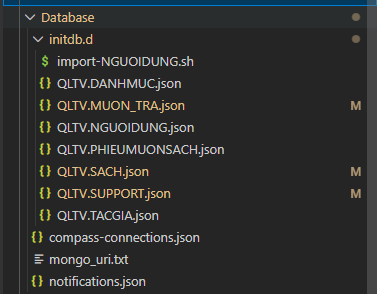 Database
initdb.d
$ import-NGUOIDUNG.sh
{} QLTV.DANHMUC.json
{} QLTV.MUON_TRA.json M
{} QLTV.NGUOIDUNG.json
{} QLTV.PHIEUMUONSACH.json
{} QLTV.SACH.json M
{} QLTV.SUPPORT.json M
{} QLTV.TACGIA.json
{} compass-connections.json
mongo_uri.txt
{} notifications.json